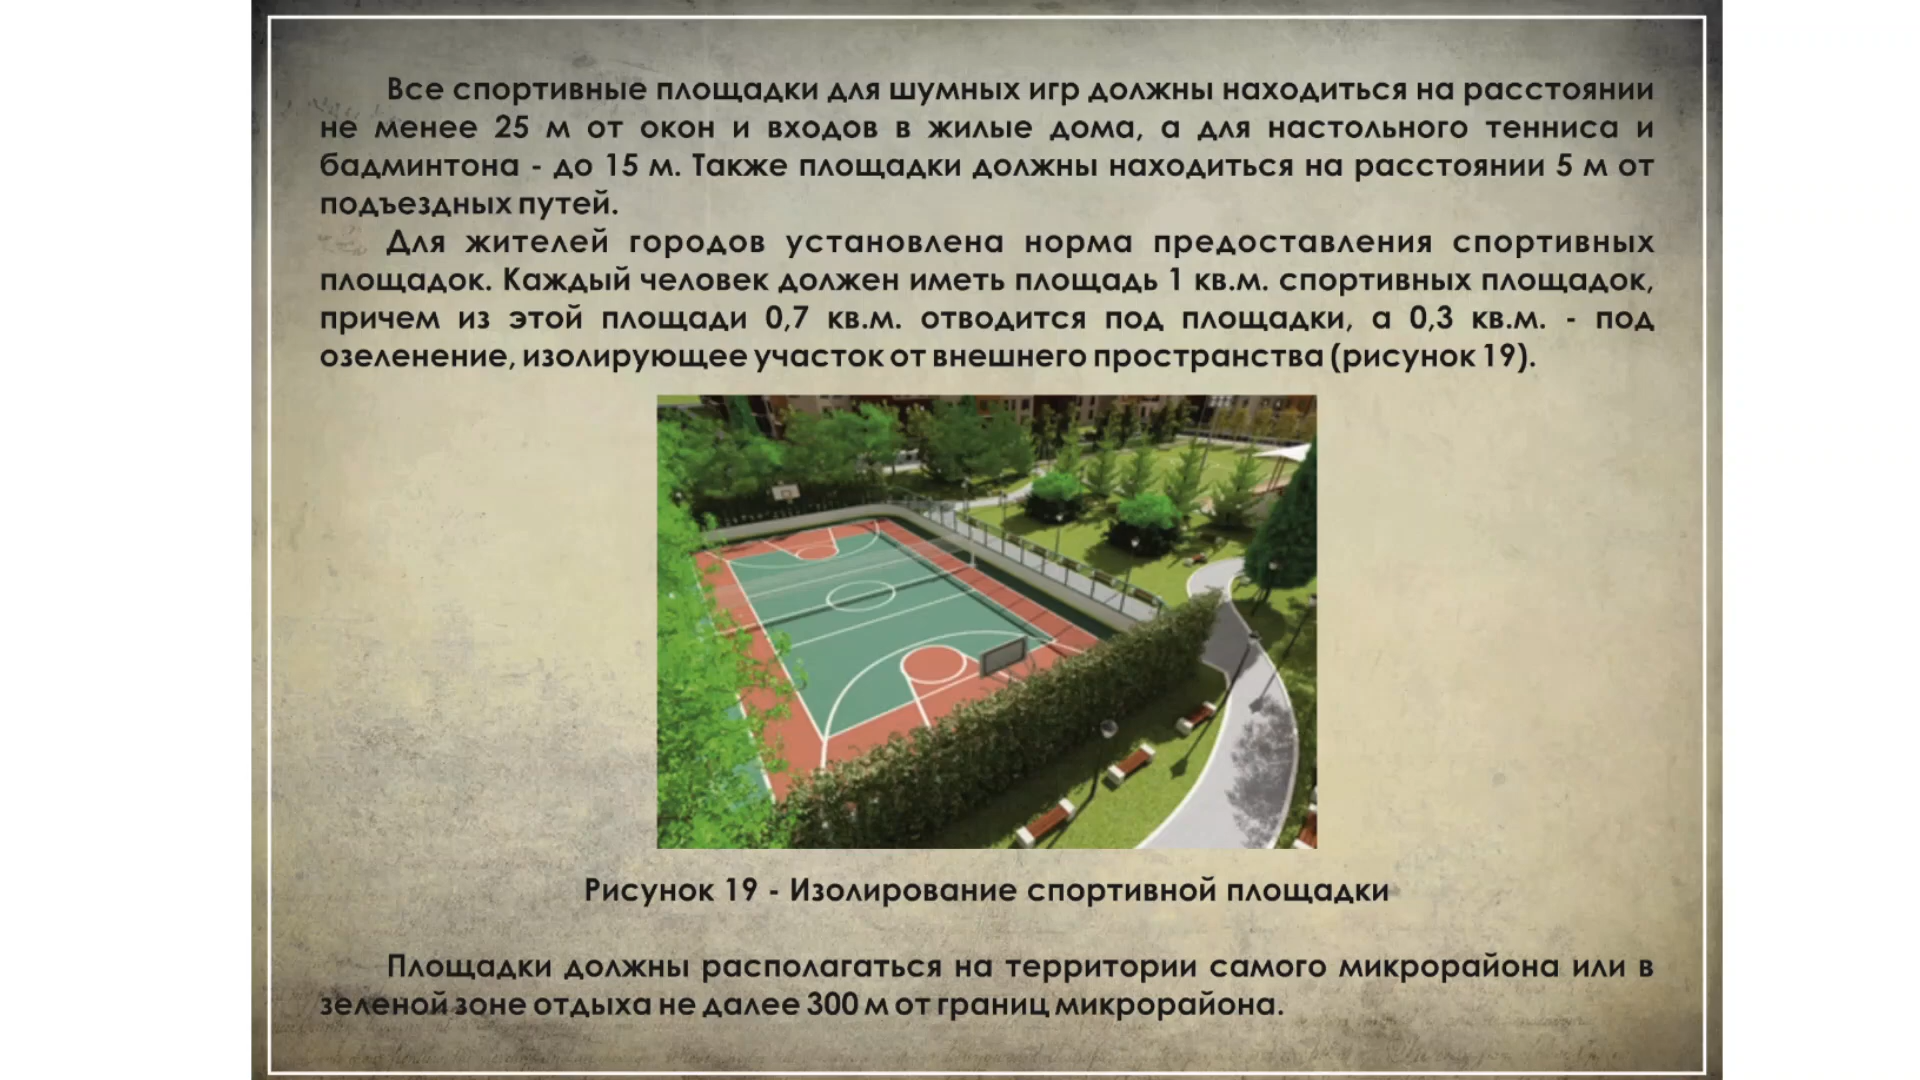 Все спортивные площадки для шумных игр должны находиться на расстоянии
не менее 25 м от окон и входов в жилые дома, а для настольного тенниса и
бадминтона - до 15 м. Также площадки должны находиться на расстоянии 5 м от
подъездных путей.
Для жителей городов установлена норма предоставления спортивных
площадок. Каждый человек должен иметь площадь 1 кв.м. спортивных площадок,
причем из этой площади 0,7 кв.м. отводится под площадки, а 0,3 кв.м. - под
озеленение, изолирующее участок от внешнего пространства (рисунок 19).
Рисунок 19 - Изолирование спортивной площадки
Площадки должны располагаться на территории самого микрорайона или в
зеленой зоне отдыха не далее 300 м от границ микрорайона.